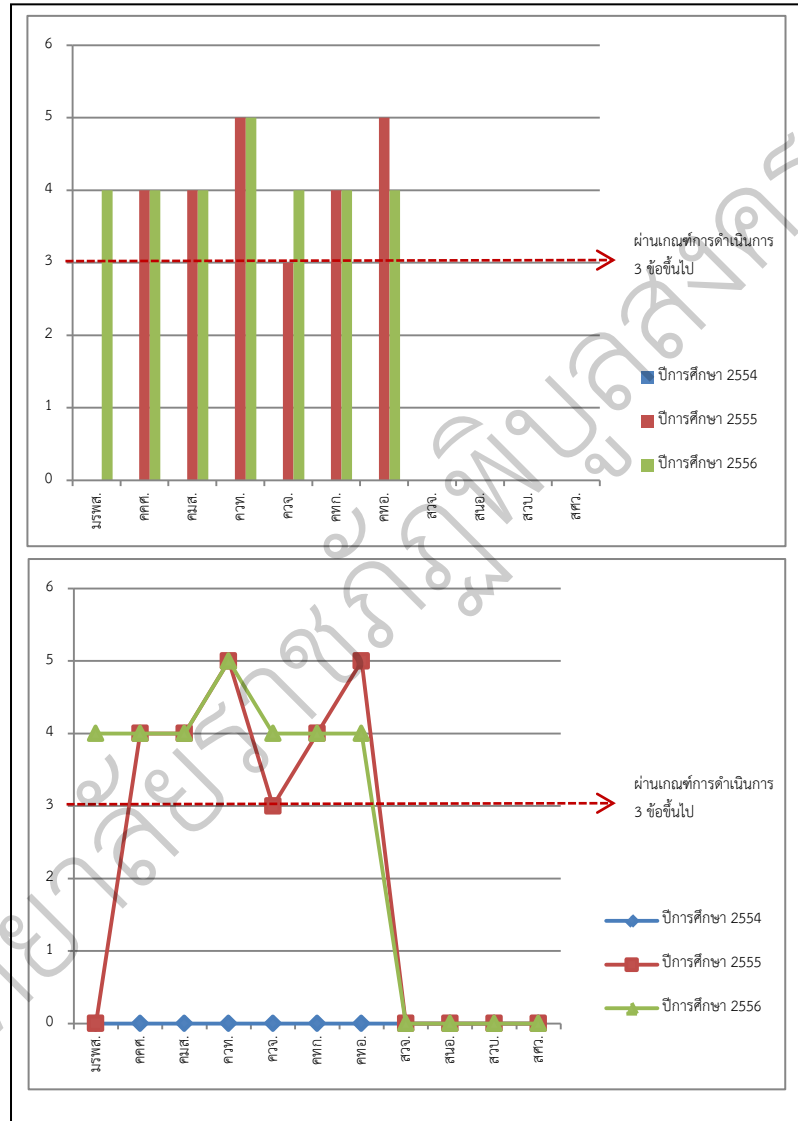 6
5
4
3
2
1
0
มรพส.
คคศ.
คมส.
ควท.
ควจ.
คทก.
คทอ.
สวจ.
สนอ.
สวบ.
สศว.
ผ่านเกณฑ์การดำเนินการ
3 ข้อขึ้นไป
ปีการศึกษา 2554
ปีการศึกษา 2555
ปีการศึกษา 2556
6
5
4
3
2
1
0
มรพส.
คคศ.
คมส.
ควท.
ควจ.
คทก.
คทอ.
สวจ.
สนอ.
สวบ.
สศว.
ผ่านเกณฑ์การดำเนินการ
3 ข้อขึ้นไป
ปีการศึกษา 2554
ปีการศึกษา 2555
ปีการศึกษา 2556